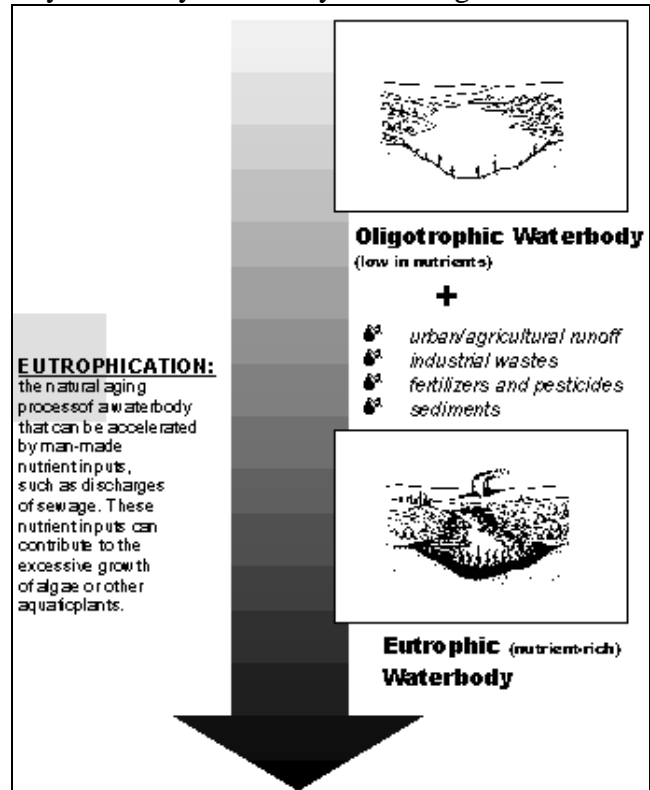 Oligotrophic Waterbody
(low in nutrients)
+
urban/agricultural runoff
industrial wastes
fertilizers and pesticides
sediments
EUTROPHICATION:
the natural aging
processof a waterbody
that can be accelerated
by man-made
nutrient inputs,
such as discharges
of sewage. These
nutrient inputs can
contribute to the
excessive growth
of algae or other
aquatic plants.
Eutrophic (nutrient-rich)
Waterbody